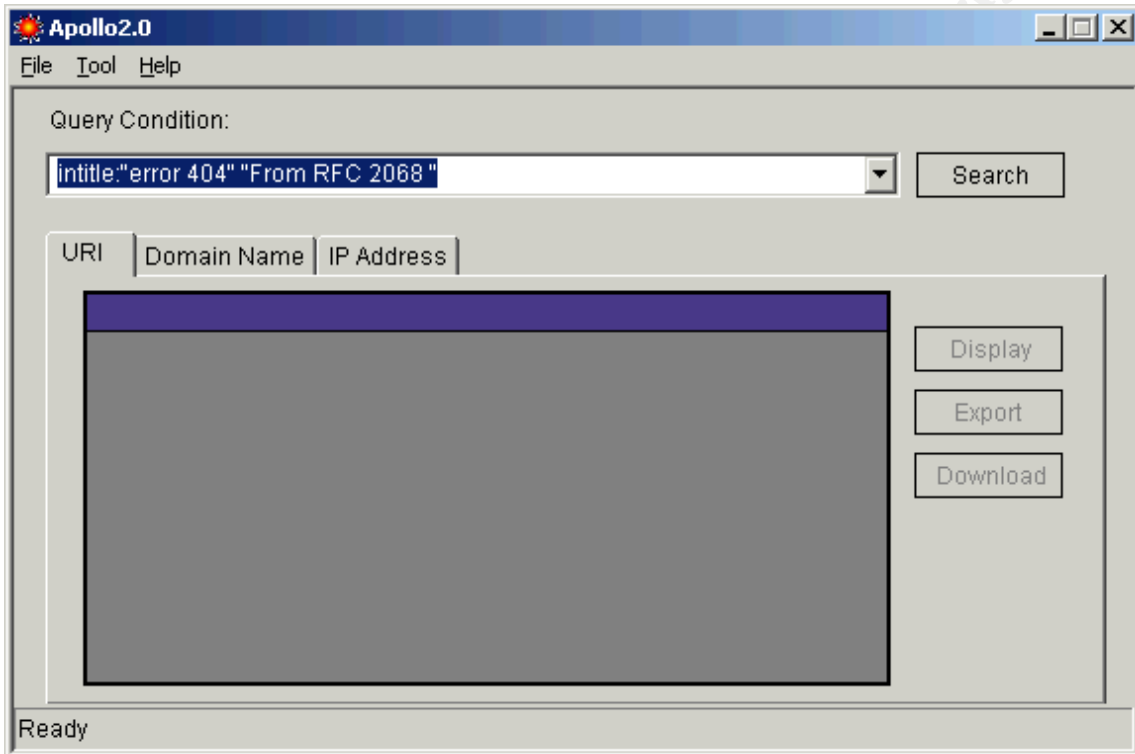 Apollo2.0
File Tool Help
Query Condition:
intitle:"error 404" "From RFC 2068 "
Search
URI Domain Name IP Address
Display
Export
Download
Ready